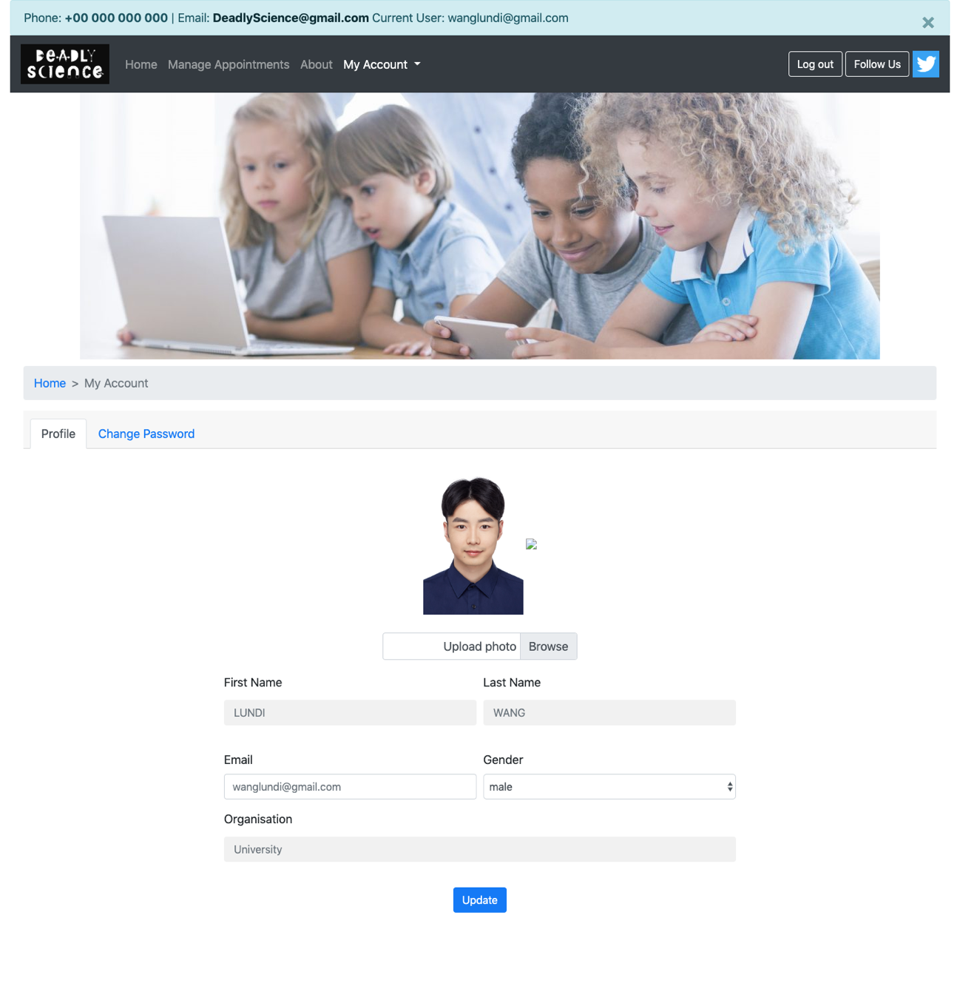 Phone: +00 000 000 000 | Email: DeadlyScience@gmail.com Current User: wanglundi@gmail.com ×
DEADLY
science
Home Manage Appointments About My Account Log out Follow Us
Home > My Account
Profile Change Password
Upload photo Browse
First Name Last Name
LUNDI WANG
Email Gender
wanglundi@gmail.com male
Organisation
University
Update